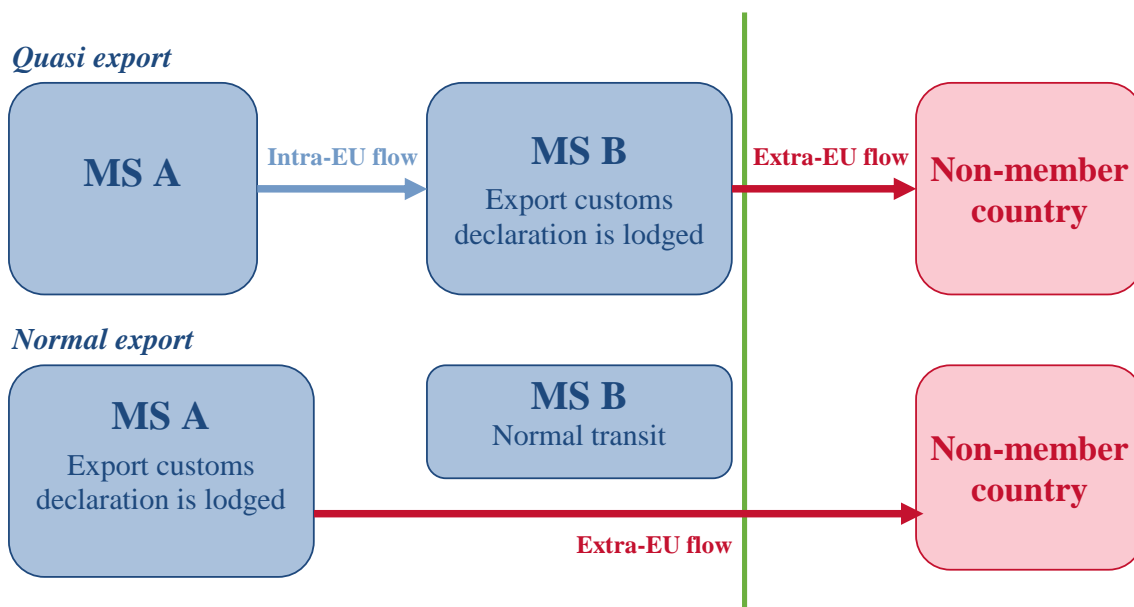 Quasi export
MS A
Intra-EU flow
MS B
Export customs
declaration is lodged
Extra-EU flow
Non-member
country
Normal export
MS A
Export customs
declaration is lodged
MS B
Normal transit
Extra-EU flow
Non-member
country